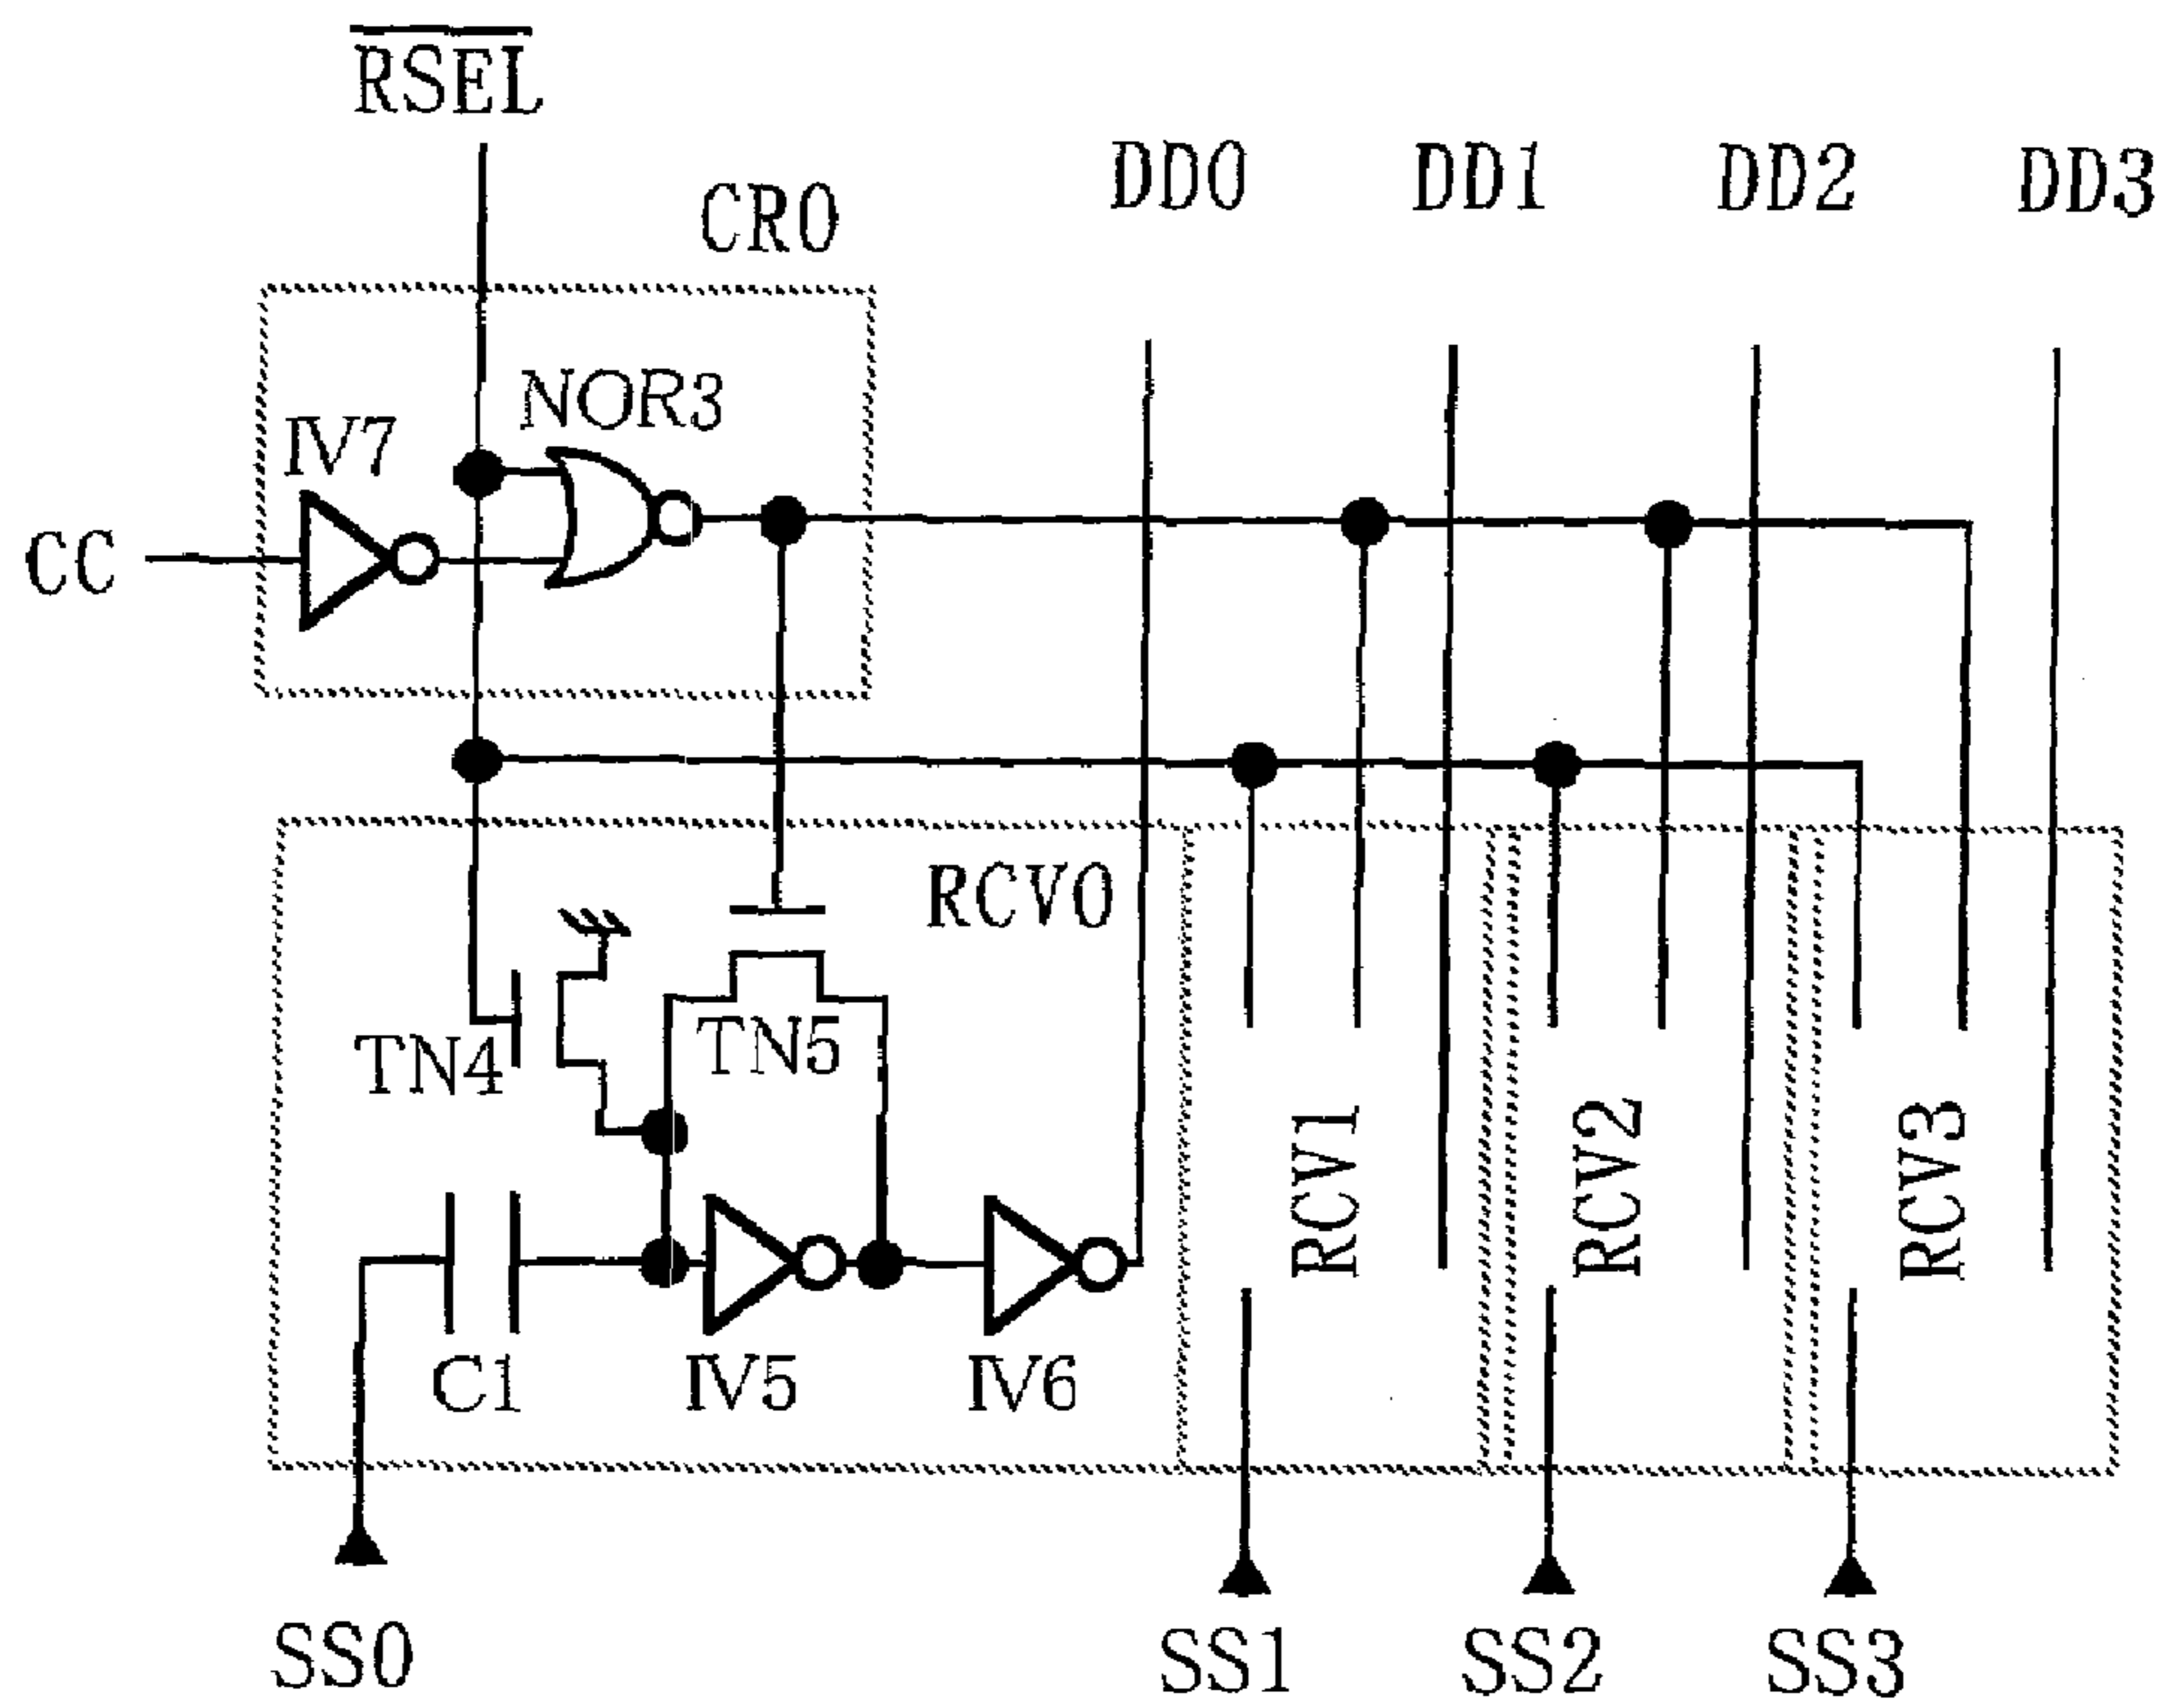 RSEL
DD0 DD1 DD2 DD3
CR0
NOR3
IV7
CC
RCV0
TN4 TN5
RCV1 RCV2 RCV3
C1 IV5 IV6
SS0 SS1 SS2 SS3